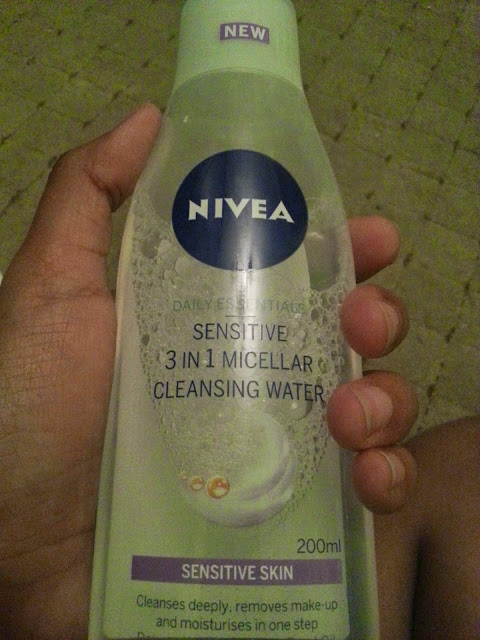 NEW
NIVEA
DAILY ESSENTIALS
SENSITIVE
3 IN 1 MICELLAR
CLEANSING WATER
200ml
SENSITIVE SKIN
Cleanses deeply, removes make-up
and moisturises in one step